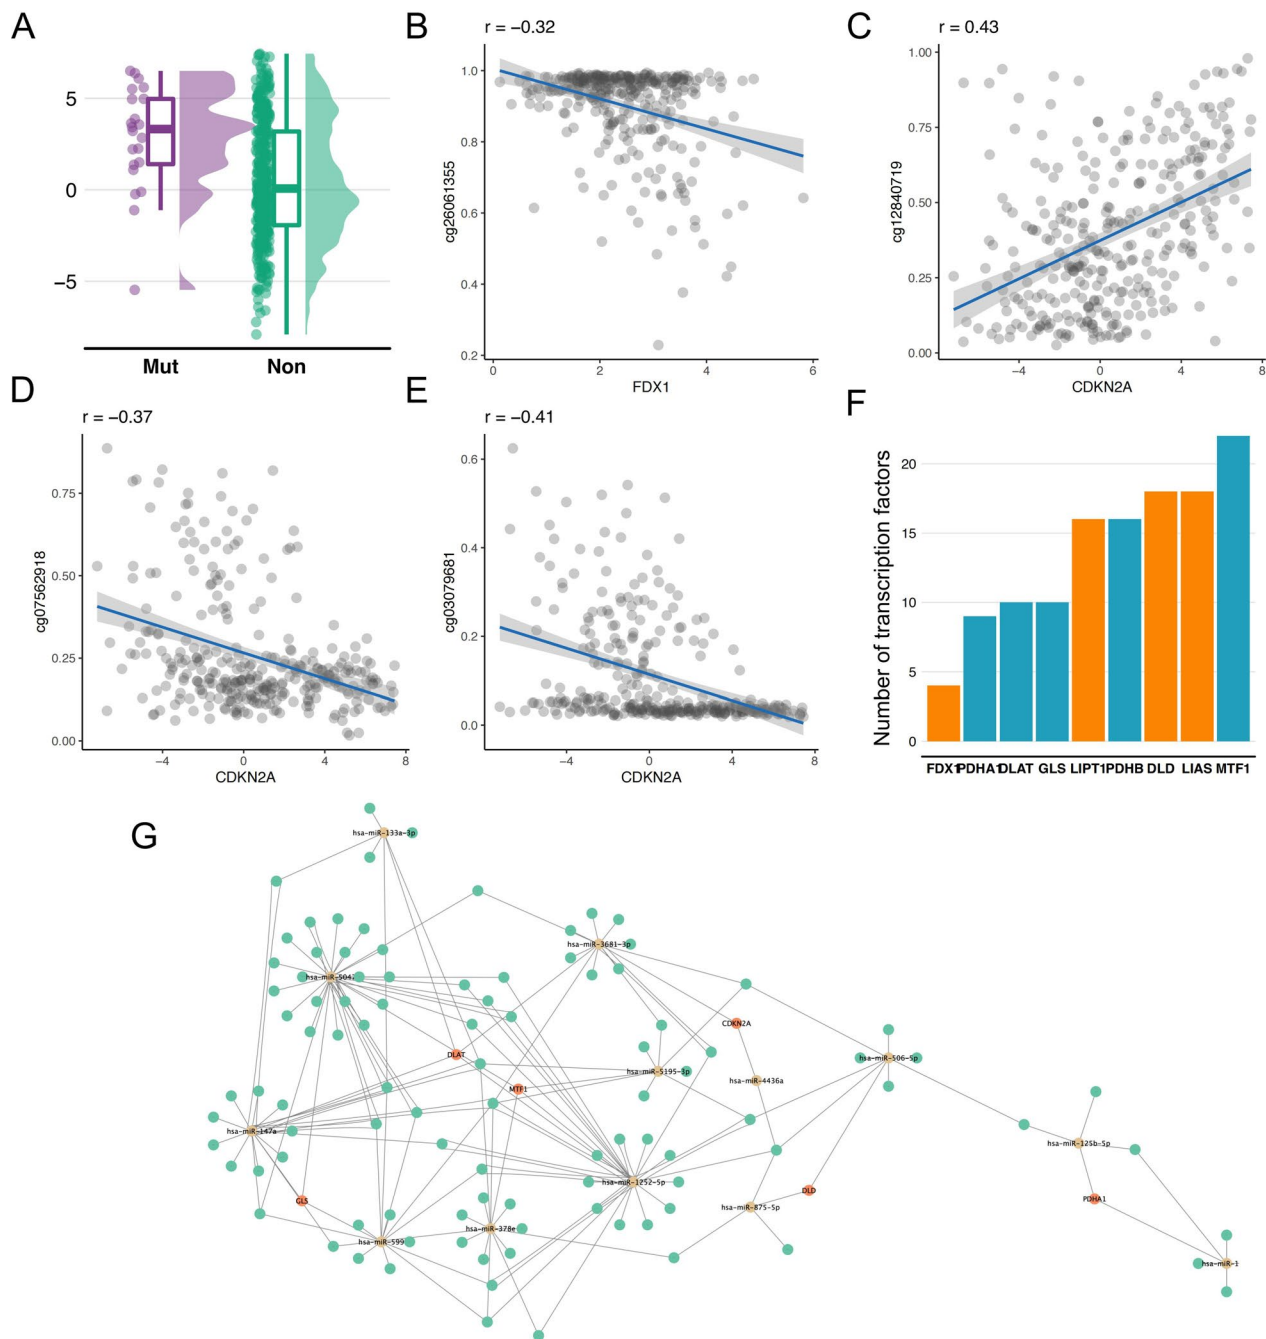 A
5
0
−5
Mut
Non
B
r = −0.32
1.0
0.8
0.6
0.4
0.2
cg26061355
0
2
4
6
FDX1
C
r = 0.43
1.00
0.75
0.50
0.25
0.00
cg12840719
−4
0
4
8
CDKN2A
D
r = −0.37
0.75
0.50
0.25
0.00
cg07562918
−4
0
4
8
CDKN2A
E
r = −0.41
0.6
0.4
0.2
0.0
cg03079681
−4
0
4
8
CDKN2A
F
Number of transcription factors
20
15
10
5
0
FDX1
PDHA1
DLAT
GLS
LIPT1
PDHB
DLD
LIAS
MTF1
G
hsa-miR-133a-3p
hsa-miR-3681-3p
CDKN2A
DLAT
hsa-miR-506-5p
hsa-miR-5195-3p
hsa-miR-4436a
MTF1
hsa-miR-147a
hsa-miR-125b-5p
hsa-miR-1252-5p
DLD
PDHA1
GLS
hsa-miR-875-5p
hsa-miR-378e
hsa-miR-599
hsa-miR-1